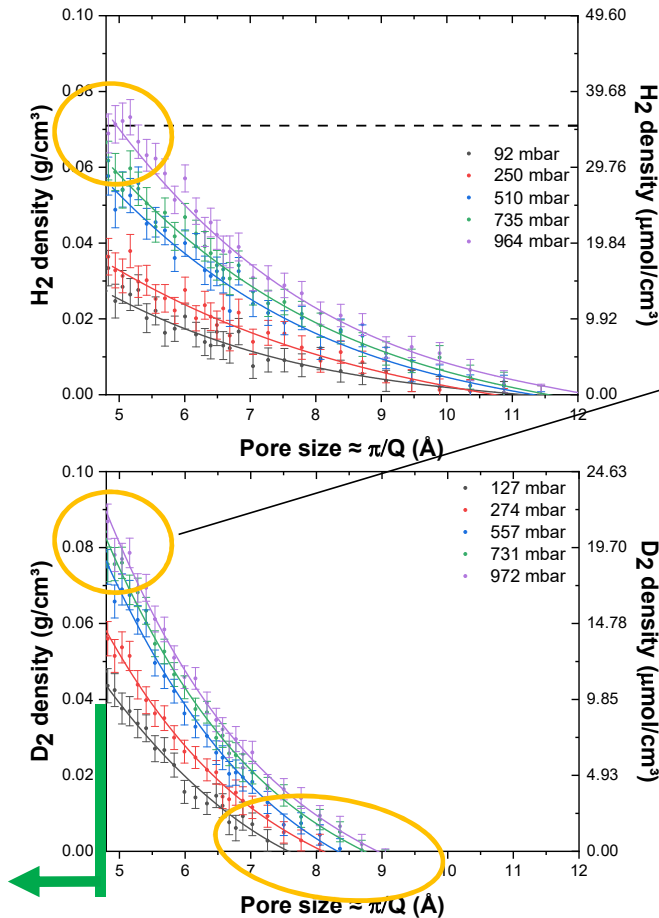 0.10
0.08
0.06
0.04
0.02
0.00
H₂ density (g/cm³)
49.60
39.68
29.76
19.84
9.92
0.00
H₂ density (μmol/cm³)
92 mbar
250 mbar
510 mbar
735 mbar
964 mbar
5 6 7 8 9 10 11 12
Pore size ≈ π/Q (Å)
0.10
0.08
0.06
0.04
0.02
0.00
D₂ density (g/cm³)
24.63
19.70
14.78
9.85
4.93
0.00
D₂ density (μmol/cm³)
127 mbar
274 mbar
557 mbar
731 mbar
972 mbar
5 6 7 8 9 10 11 12
Pore size ≈ π/Q (Å)